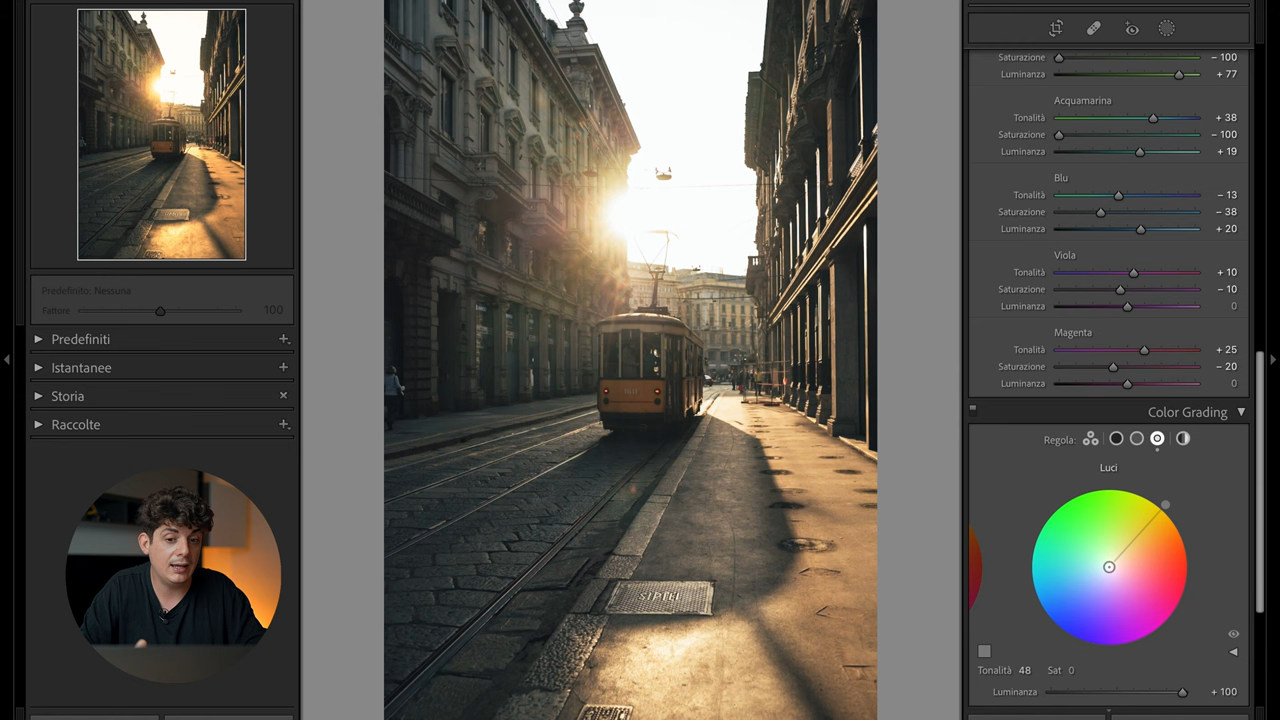 Predefinito: Nessuna
Fattore 100
Predefiniti
Istantanee
Storia
Raccolte
SIPELI
Saturazione – 100
Luminanza + 77
Acquamarina
Tonalità + 38
Saturazione – 100
Luminanza + 19
Blu
Tonalità – 13
Saturazione – 38
Luminanza + 20
Viola
Tonalità + 10
Saturazione – 10
Luminanza 0
Magenta
Tonalità + 25
Saturazione – 20
Luminanza 0
Color Grading
Regola:
Luci
Tonalità 48 Sat 0
Luminanza + 100